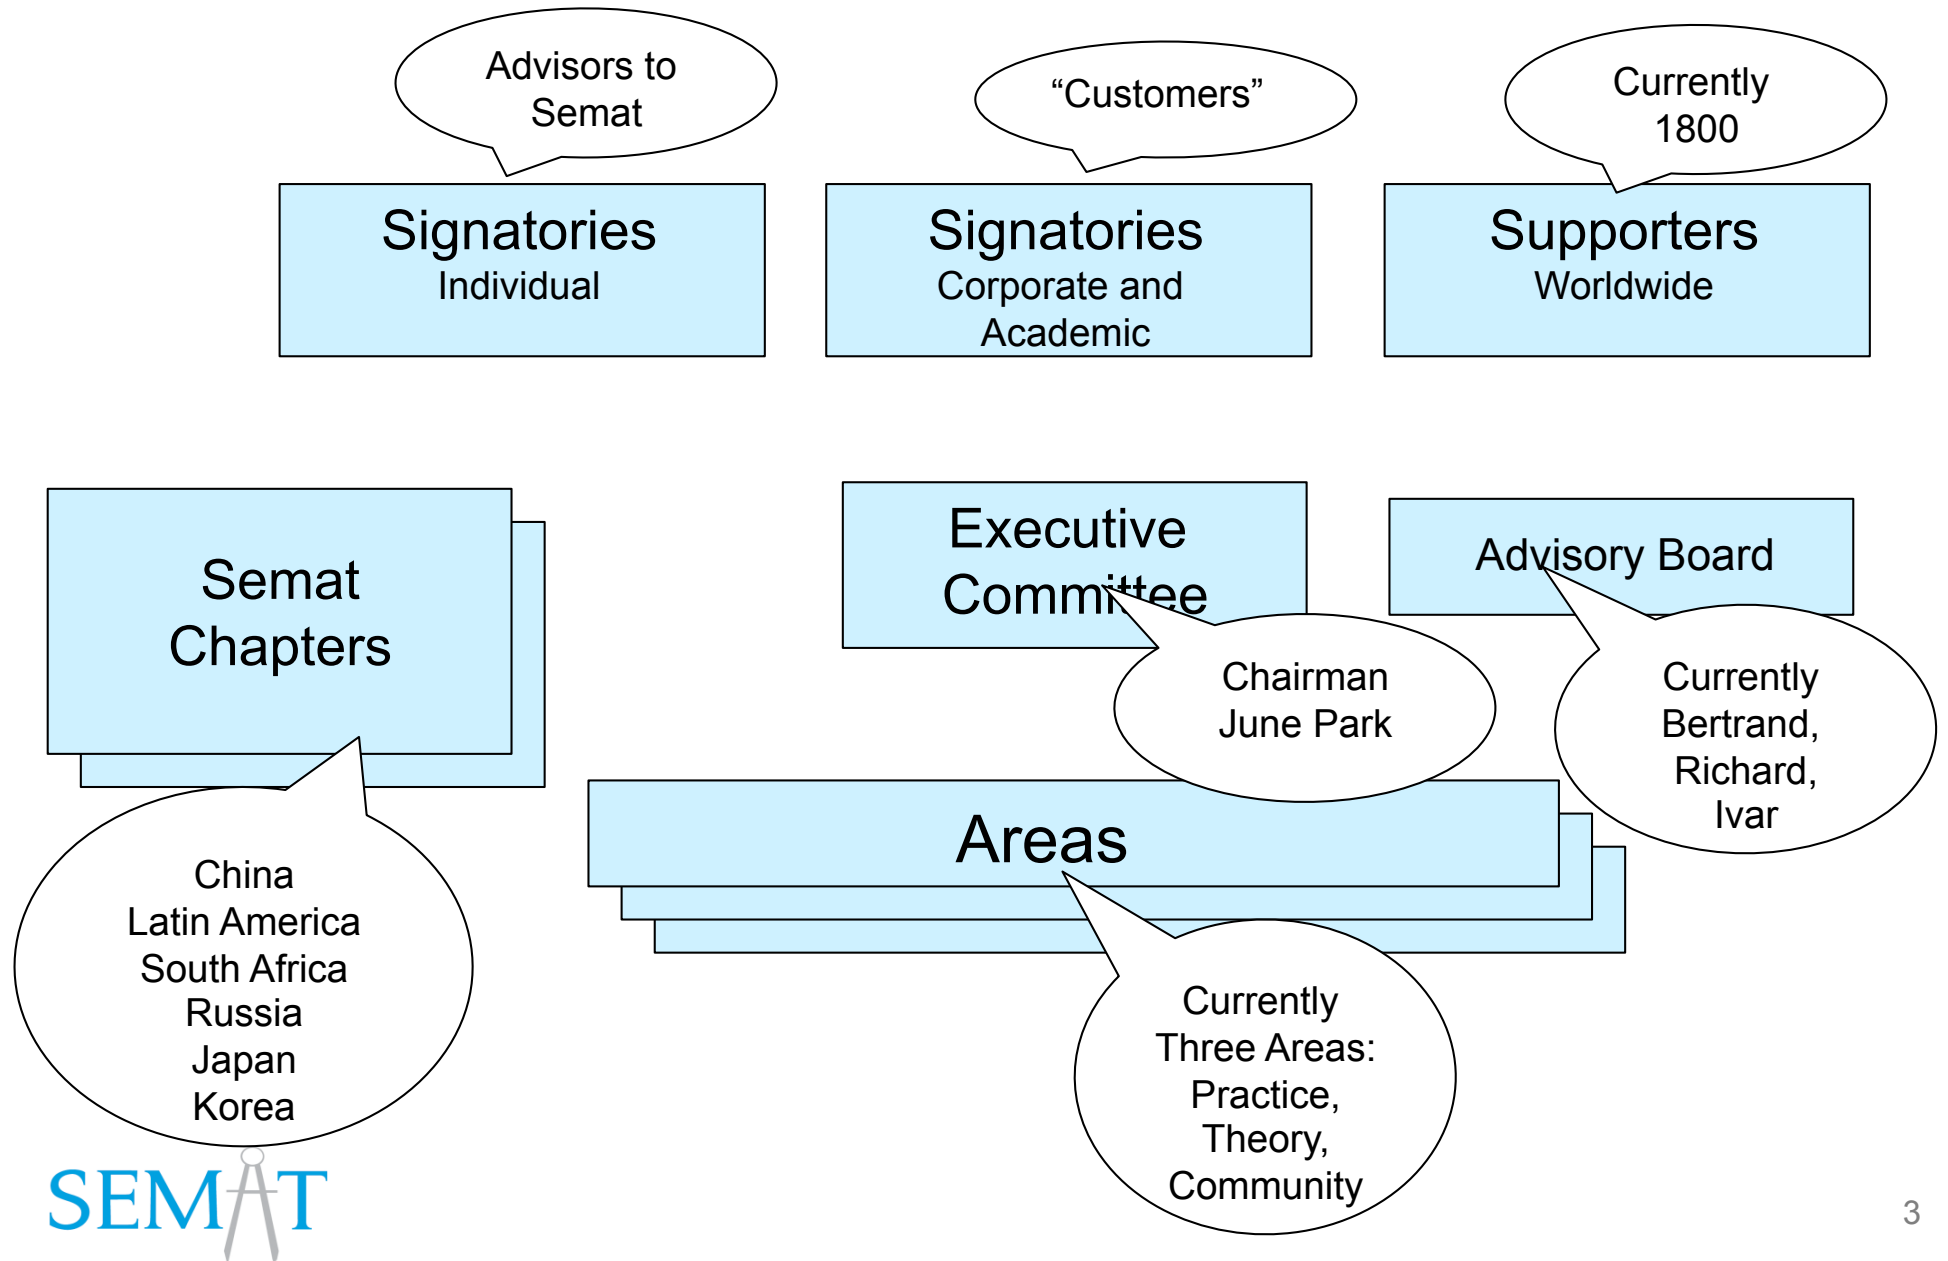 Advisors to
Semat
“Customers”
Currently
1800
Signatories
Individual
Signatories
Corporate and
Academic
Supporters
Worldwide
Semat
Chapters
Executive
Committee
Advisory Board
Chairman
June Park
Currently
Bertrand,
Richard,
Ivar
Areas
China
Latin America
South Africa
Russia
Japan
Korea
Currently
Three Areas:
Practice,
Theory,
Community
SEMAT
3